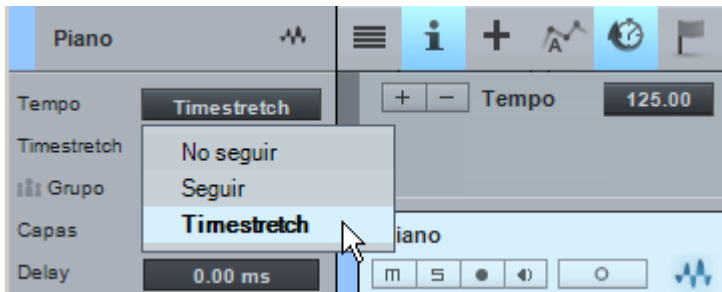 Piano
Tempo Timestretch
Timestretch
Grupo
Capas
Delay 0.00 ms
No seguir
Seguir
Timestretch
+ − Tempo 125.00
iano
m s